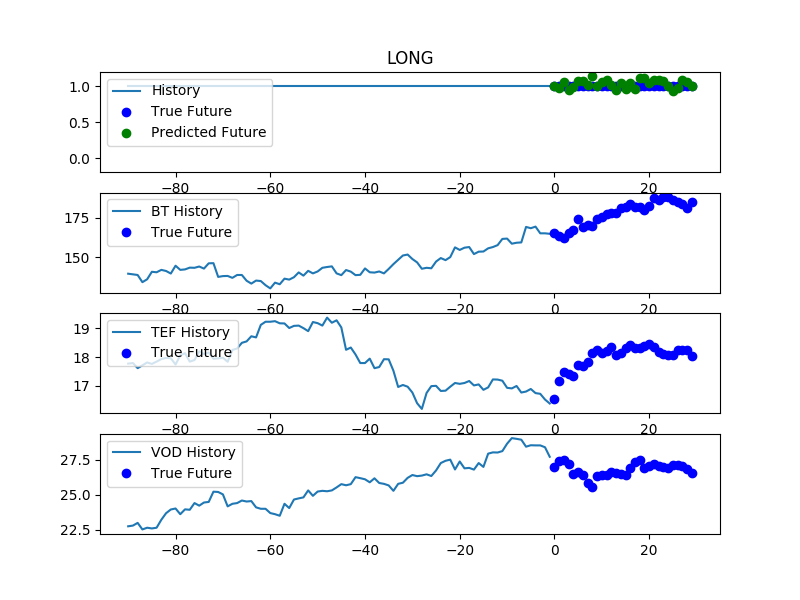 LONG
1.0
0.5
0.0
History
True Future
Predicted Future
−80 −60 −40 −20 0 20
175
150
BT History
True Future
−80 −60 −40 −20 0 20
19
18
17
TEF History
True Future
−80 −60 −40 −20 0 20
27.5
25.0
22.5
VOD History
True Future
−80 −60 −40 −20 0 20